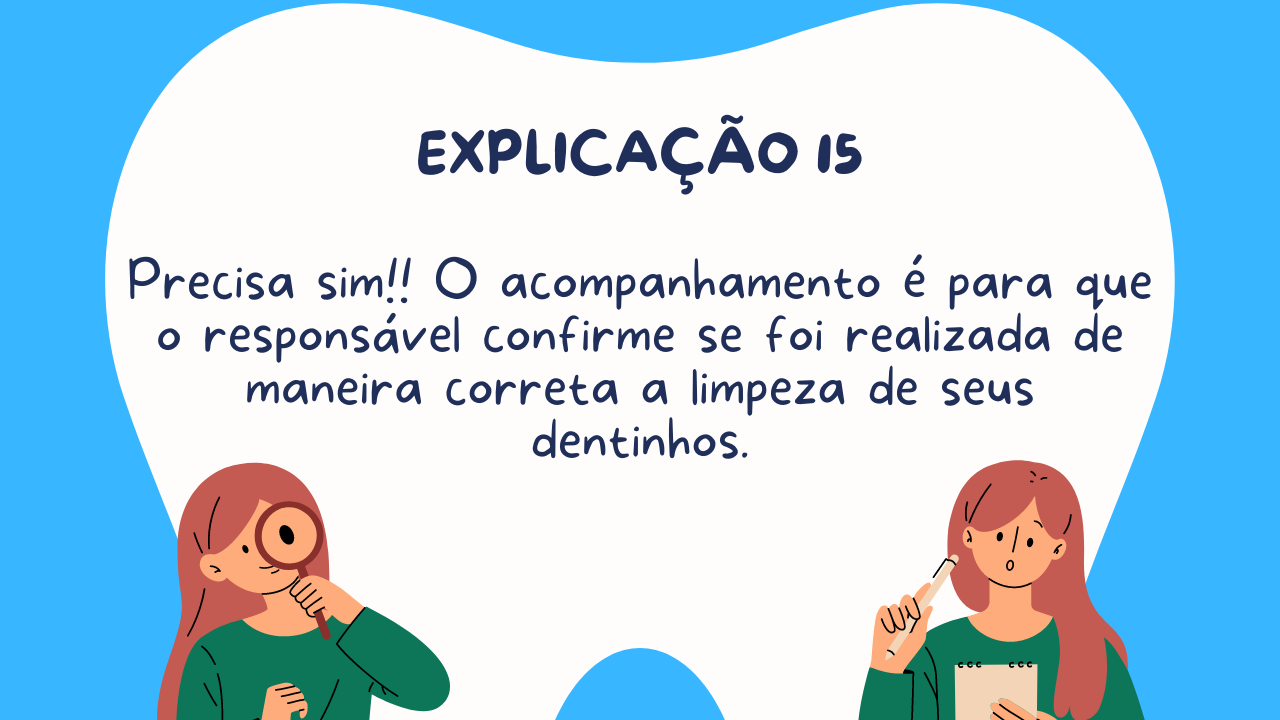 EXPLICAÇÃO 15
Precisa sim!! O acompanhamento é para que
o responsável confirme se foi realizada de
maneira correta a limpeza de seus
dentinhos.